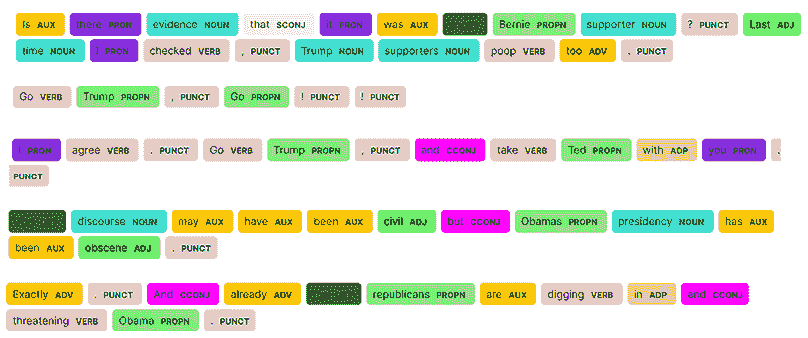 Is AUX there PRON evidence NOUN that SCONJ it PRON was AUX Bernie PROPN supporter NOUN ? PUNCT Last ADJ
time NOUN I PRON checked VERB , PUNCT Trump NOUN supporters NOUN poop VERB too ADV . PUNCT
Go VERB Trump PROPN , PUNCT Go PROPN ! PUNCT ! PUNCT
I PRON agree VERB . PUNCT Go VERB Trump PROPN , PUNCT and CCONJ take VERB Ted PROPN with ADP you PRON .
PUNCT
discourse NOUN may AUX have AUX been AUX civil ADJ but CCONJ Obamas PROPN presidency NOUN has AUX
been AUX obscene ADJ . PUNCT
Exactly ADV . PUNCT And CCONJ already ADV republicans PROPN are AUX digging VERB in ADP and CCONJ
threatening VERB Obama PROPN . PUNCT